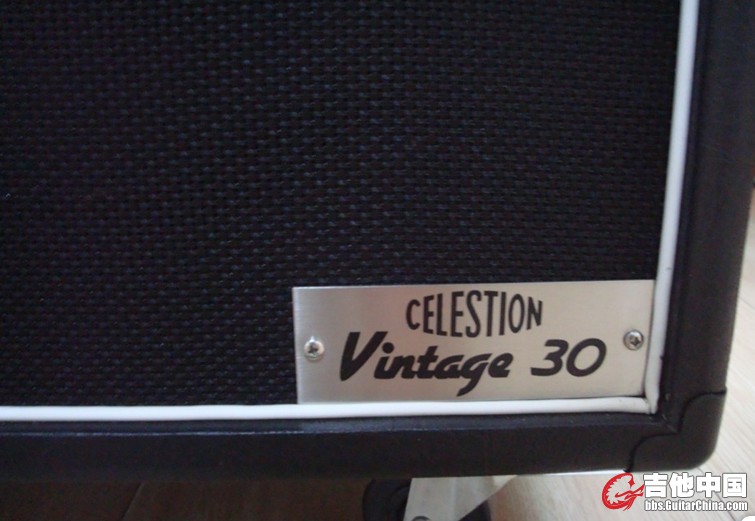 CELESTION
Vintage 30
吉他中国
bbs.GuitarChina.com